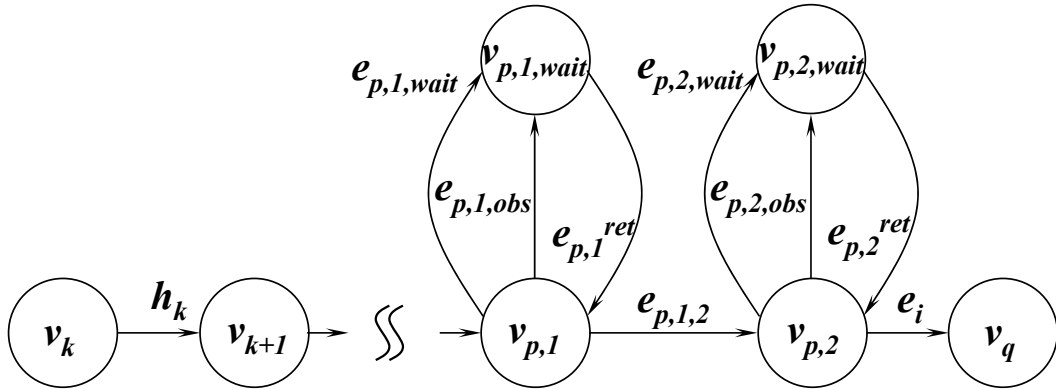 v_{p,1,wait} v_{p,2,wait}
e_{p,1,wait} e_{p,2,wait}
e_{p,1,obs} e_{p,2,obs}
e_{p,1}^{ret} e_{p,2}^{ret}
h_k e_{p,1,2} e_i
v_k v_{k+1} v_{p,1} v_{p,2} v_q